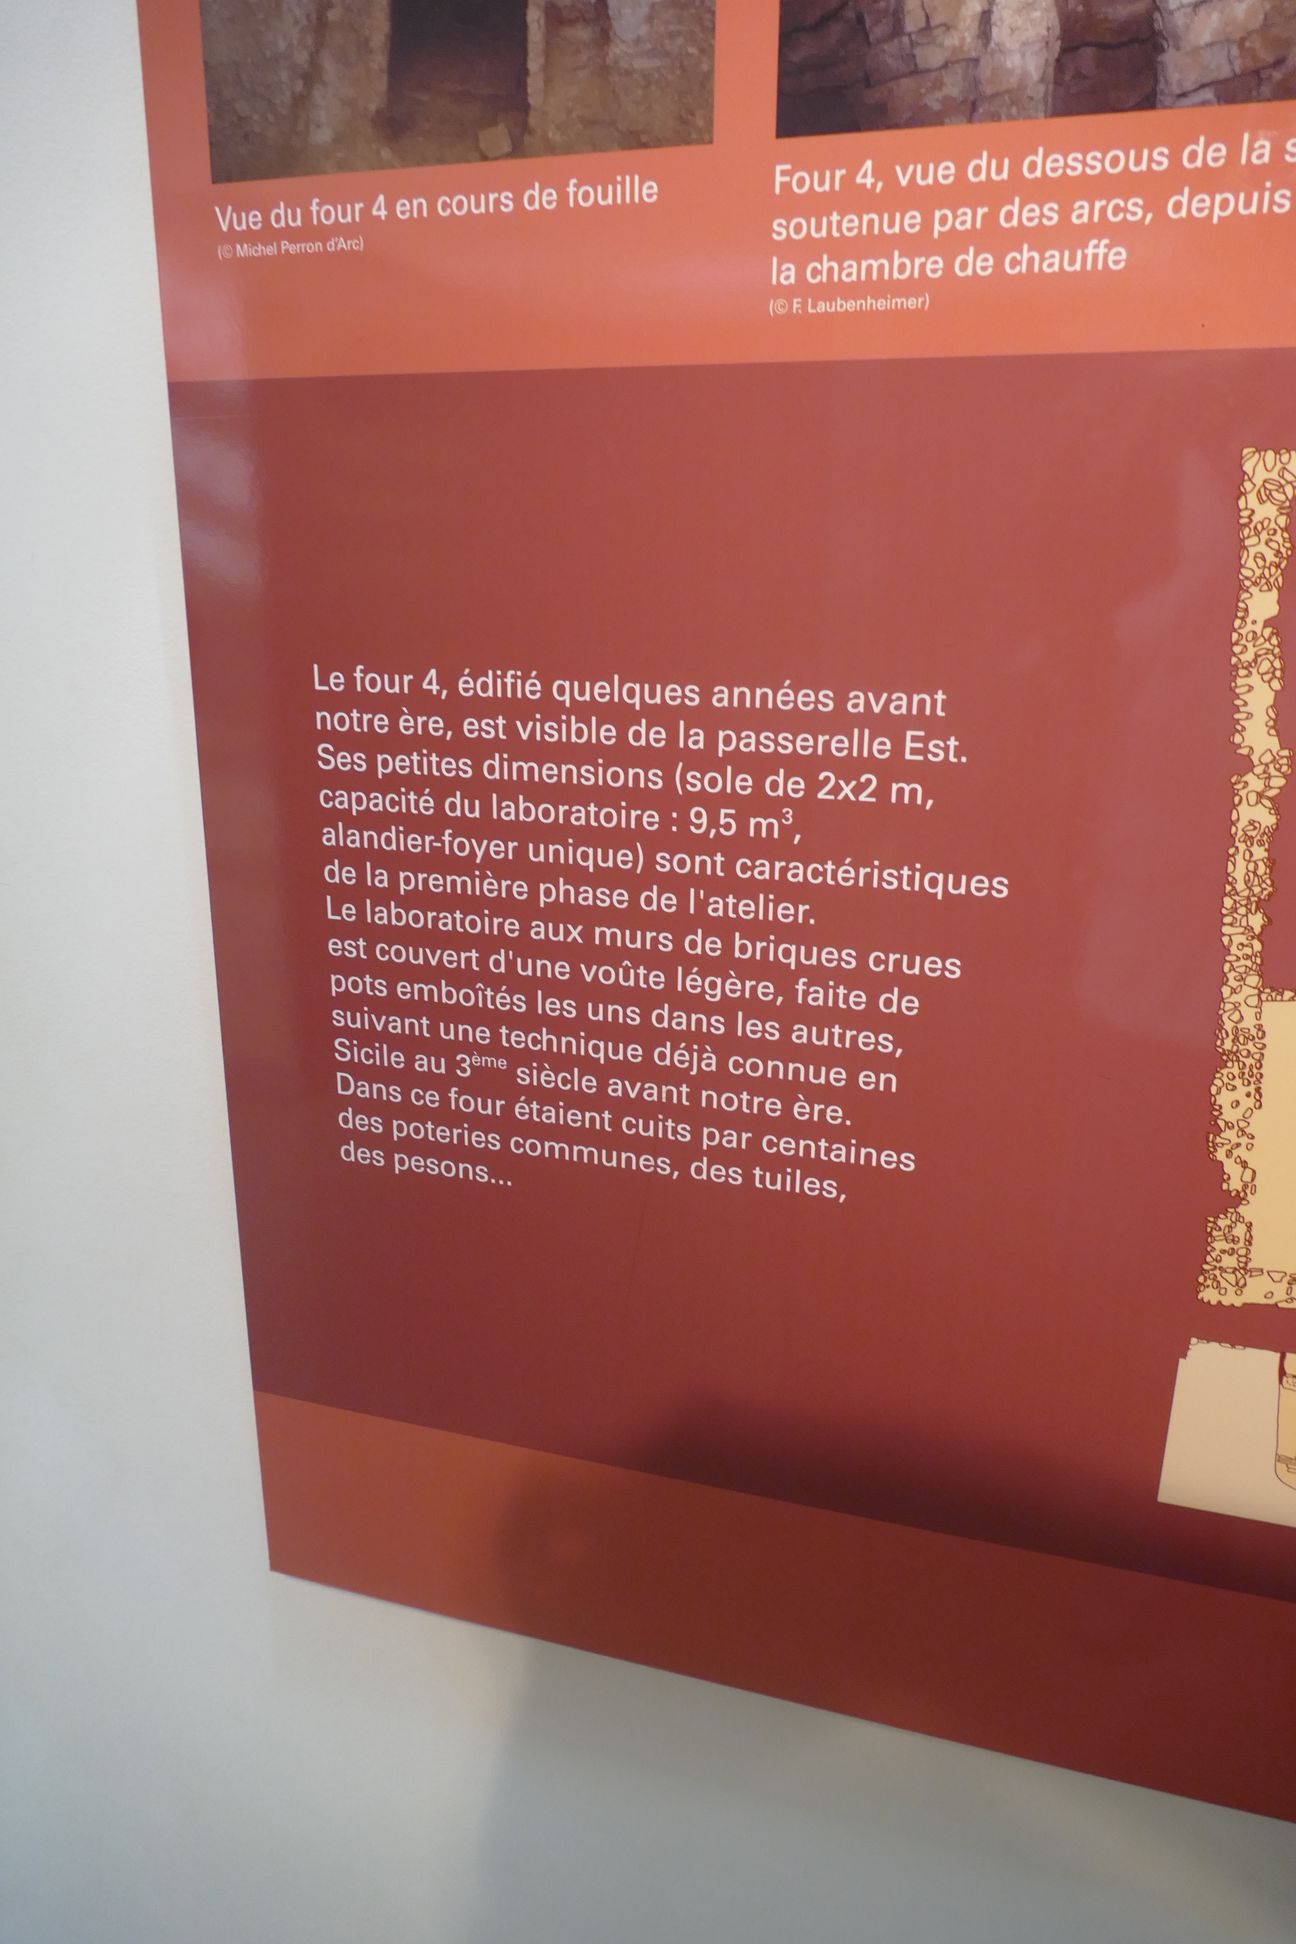 Vue du four 4 en cours de fouille
(© Michel Perron d'Arc)
Four 4, vue du dessous de la
soutenue par des arcs, depuis
la chambre de chauffe
(© F. Laubenheimer)
Le four 4, édifié quelques années avant
notre ère, est visible de la passerelle Est.
Ses petites dimensions (sole de 2x2 m,
capacité du laboratoire : 9,5 m³,
alandier-foyer unique) sont caractéristiques
de la première phase de l'atelier.
Le laboratoire aux murs de briques crues
est couvert d'une voûte légère, faite de
pots emboîtés les uns dans les autres,
suivant une technique déjà connue en
Sicile au 3ème siècle avant notre ère.
Dans ce four étaient cuits par centaines
des poteries communes, des tuiles,
des pesons...